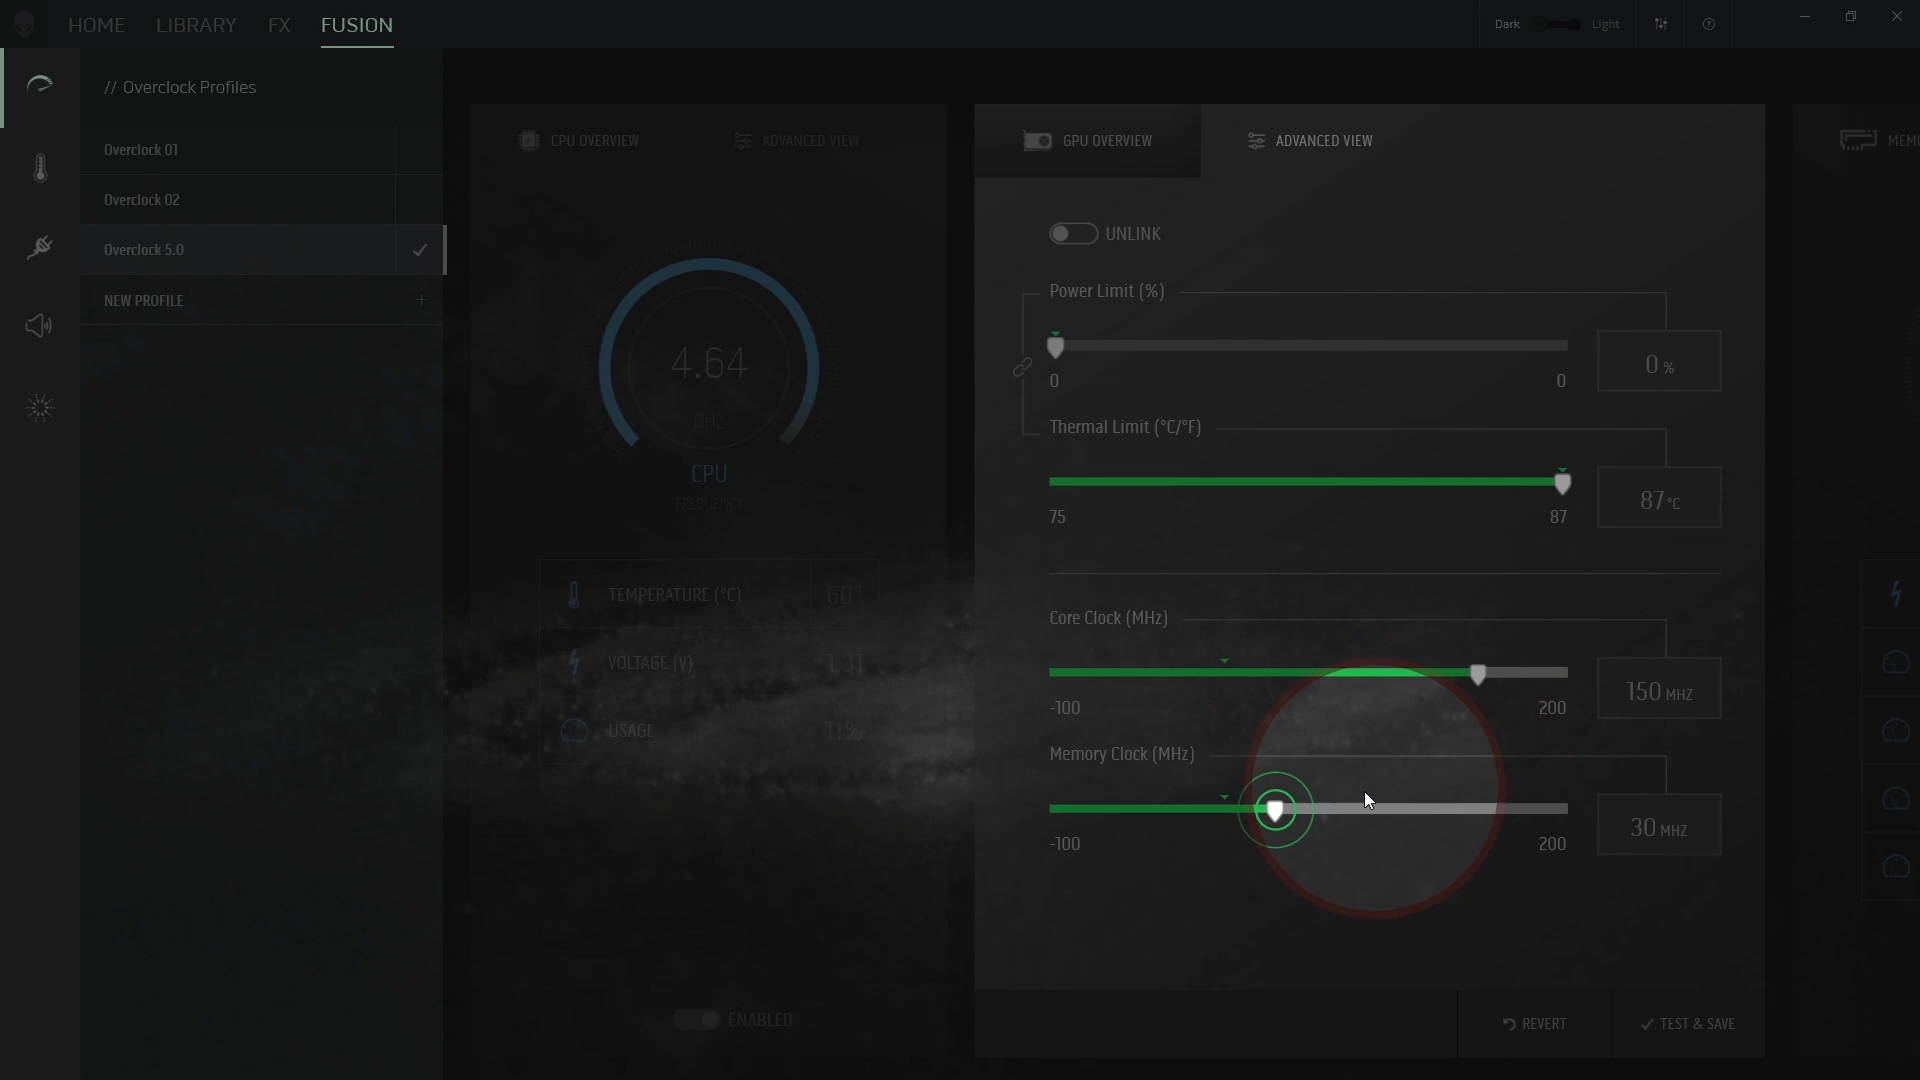 HOME LIBRARY FX FUSION
Dark Light
// Overclock Profiles
Overclock 01
Overclock 02
Overclock 5.0
NEW PROFILE +
CPU OVERVIEW ADVANCED VIEW
4.64
GHZ
CPU
FREQUENCY
TEMPERATURE (°C) 60°
VOLTAGE (V) 1.31
USAGE 11%
ENABLED
GPU OVERVIEW ADVANCED VIEW
UNLINK
Power Limit (%)
0 %
0 0
Thermal Limit (°C/°F)
87 °C
75 87
Core Clock (MHz)
150 MHZ
-100 200
Memory Clock (MHz)
30 MHZ
-100 200
REVERT TEST & SAVE
MEMO